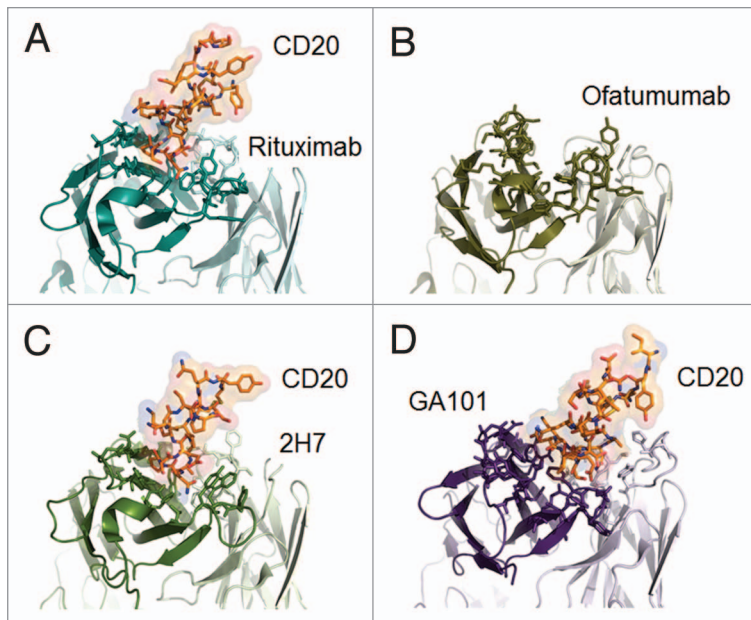 A
CD20
Rituximab
B
Ofatumumab
C
CD20
2H7
D
CD20
GA101